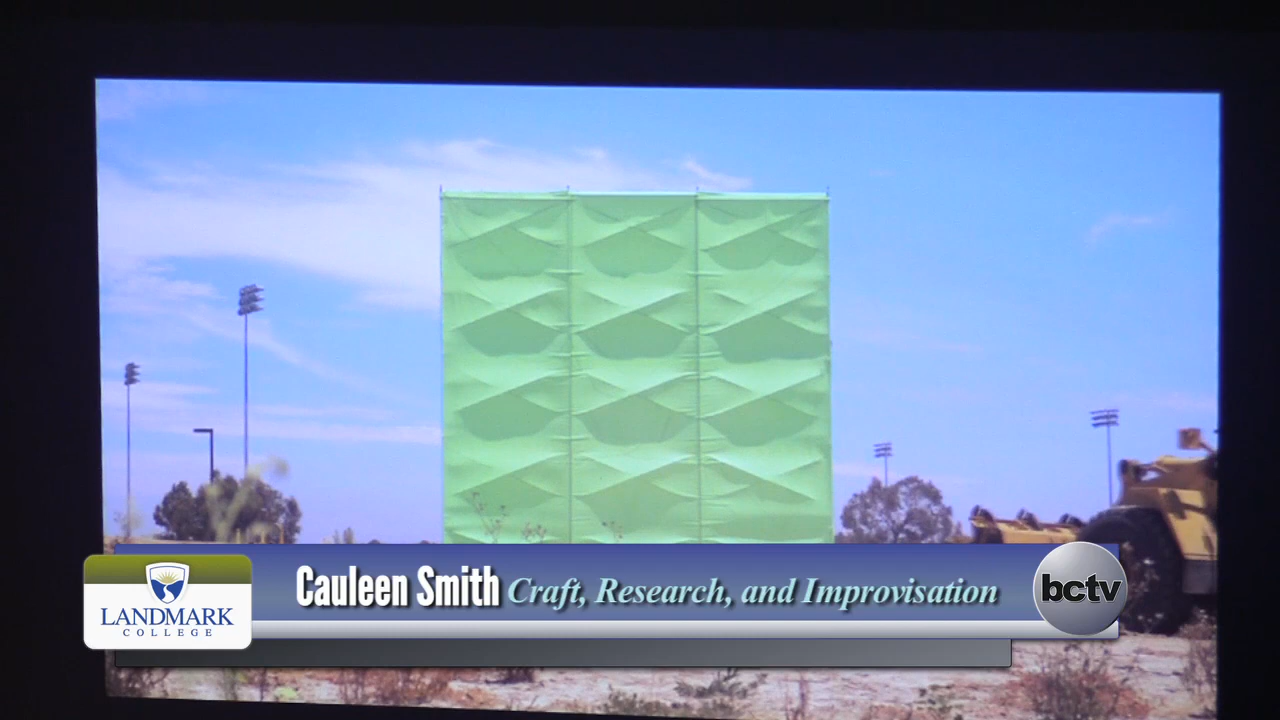 Cauleen Smith Craft, Research, and Improvisation
LANDMARK
COLLEGE
bctv